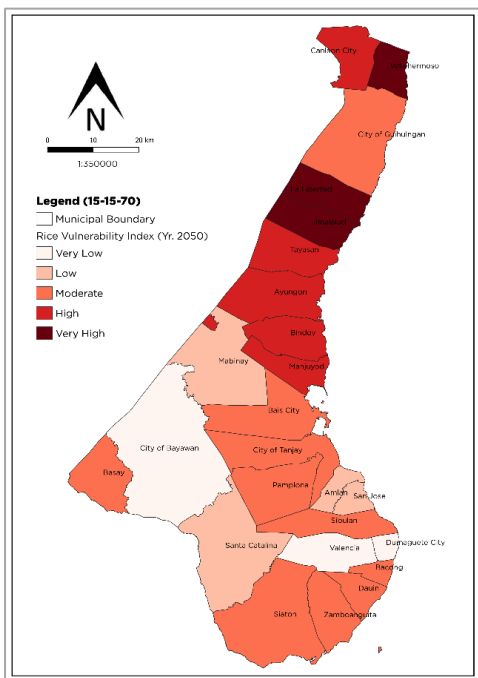 Canlaon City
Vallehermoso
City of Guihulngan
N
0 10 20 km
1:350000
La Libertad
Legend (15-15-70)
Municipal Boundary
Jimalalud
Rice Vulnerability Index (Yr. 2050)
Tayasan
Very Low
Low
Moderate
Ayungon
High
Very High
Bindoy
Mabinay
Manjuyod
Bais City
City of Bayawan
City of Tanjay
Basay
Pamplona
Amlan
San Jose
Sibulan
Santa Catalina
Valencia
Dumaguete City
Bacong
Dauin
Siaton
Zamboanguita